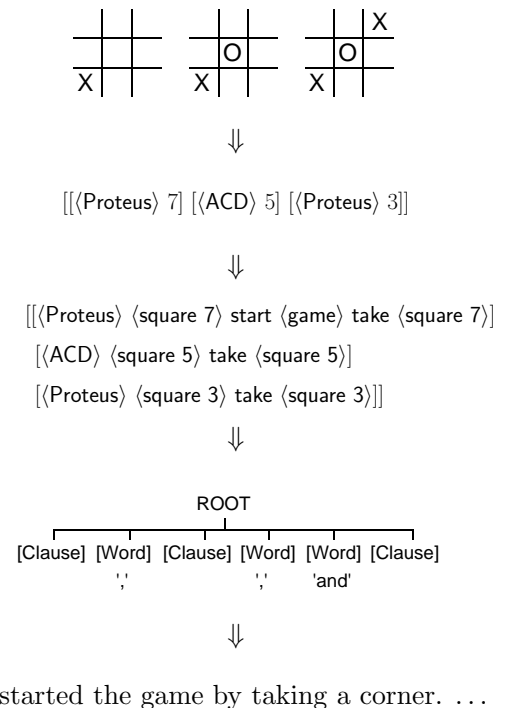 X
O O
X X X
⇓
[[⟨Proteus⟩ 7] [⟨ACD⟩ 5] [⟨Proteus⟩ 3]]
⇓
[[⟨Proteus⟩ ⟨square 7⟩ start ⟨game⟩ take ⟨square 7⟩]
[⟨ACD⟩ ⟨square 5⟩ take ⟨square 5⟩]
[⟨Proteus⟩ ⟨square 3⟩ take ⟨square 3⟩]]
⇓
ROOT
[Clause] [Word] [Clause] [Word] [Word] [Clause]
',' ',' 'and'
⇓
started the game by taking a corner. …